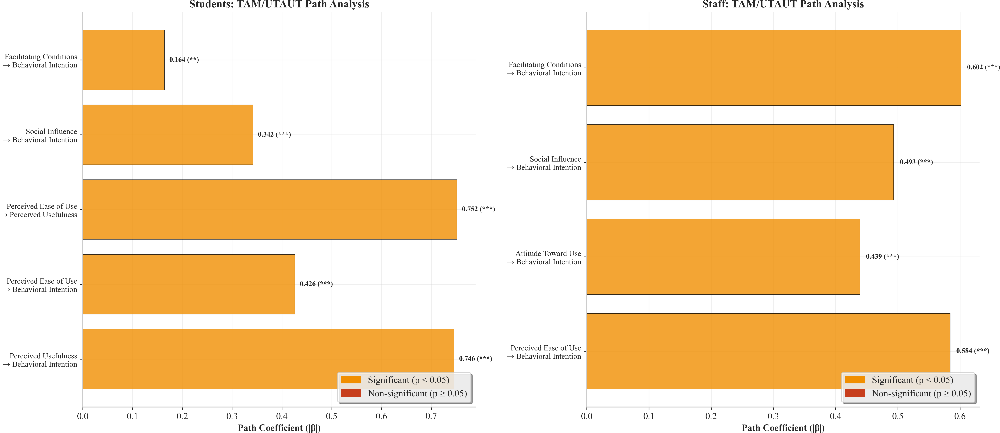 Students: TAM/UTAUT Path Analysis
Facilitating Conditions
→ Behavioral Intention
0.164 (**)
Social Influence
→ Behavioral Intention
0.342 (***)
Perceived Ease of Use
→ Perceived Usefulness
0.752 (***)
Perceived Ease of Use
→ Behavioral Intention
0.426 (***)
Perceived Usefulness
→ Behavioral Intention
0.746 (***)
Significant (p < 0.05)
Non-significant (p ≥ 0.05)
0.0 0.1 0.2 0.3 0.4 0.5 0.6 0.7
Path Coefficient (|β|)
Staff: TAM/UTAUT Path Analysis
Facilitating Conditions
→ Behavioral Intention
0.602 (***)
Social Influence
→ Behavioral Intention
0.493 (***)
Attitude Toward Use
→ Behavioral Intention
0.439 (***)
Perceived Ease of Use
→ Behavioral Intention
0.584 (***)
Significant (p < 0.05)
Non-significant (p ≥ 0.05)
0.0 0.1 0.2 0.3 0.4 0.5 0.6
Path Coefficient (|β|)